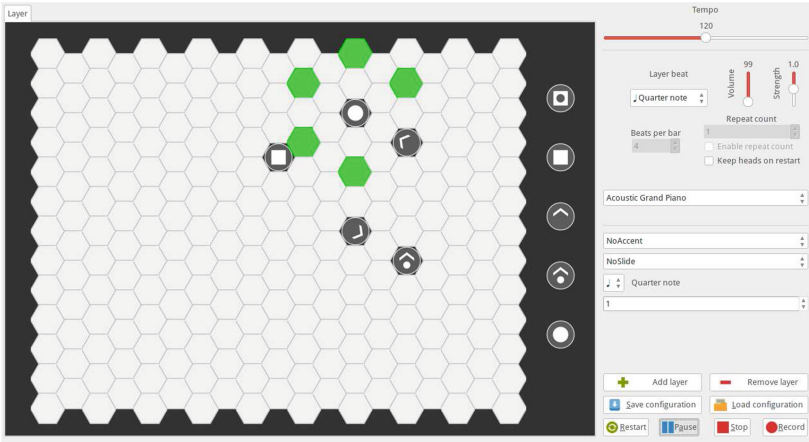 Layer
Tempo
120
Layer beat
Quarter note
Volume
99
Strength
1.0
Repeat count
1
Beats per bar
4
Enable repeat count
Keep heads on restart
Acoustic Grand Piano
NoAccent
NoSlide
Quarter note
1
Add layer
Remove layer
Save configuration
Load configuration
Restart
Pause
Stop
Record